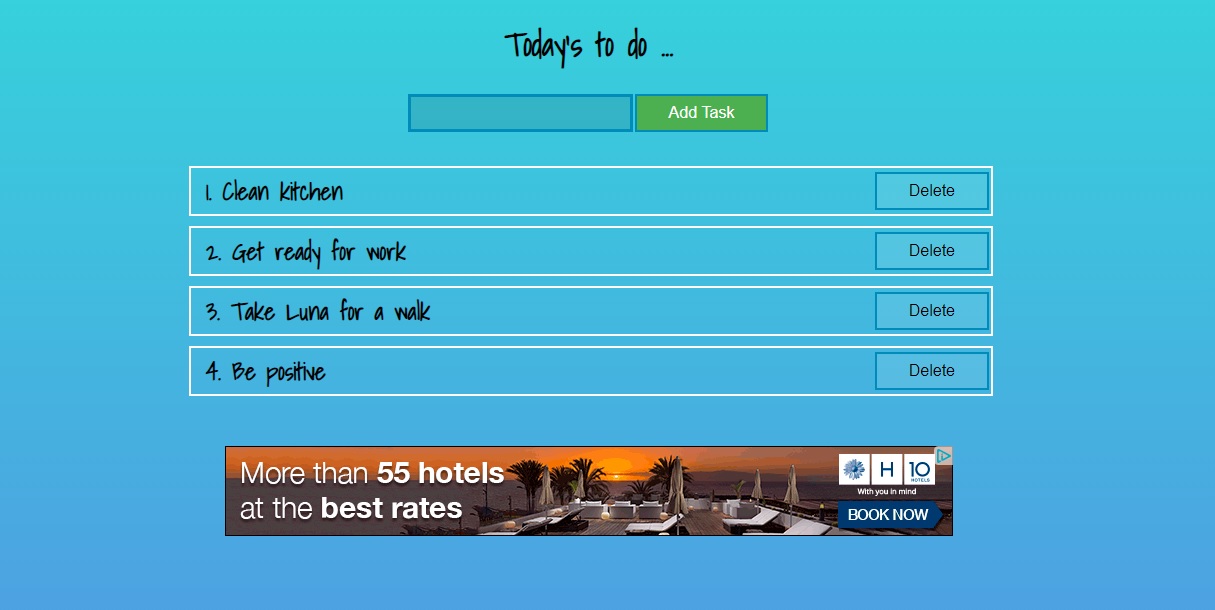 Today's to do ...
Add Task
1. Clean kitchen
Delete
2. Get ready for work
Delete
3. Take Luna for a walk
Delete
4. Be positive
Delete
More than 55 hotels
at the best rates
H 10
HOTELS
With you in mind
BOOK NOW